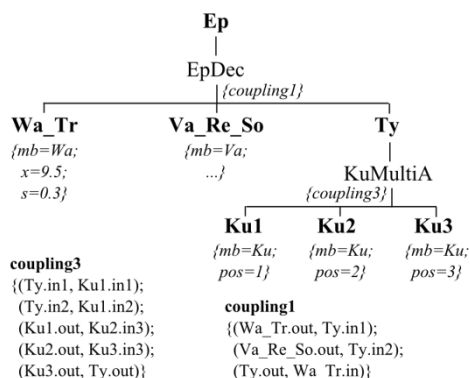 Ep
EpDec
{coupling1}
Wa_Tr Va_Re_So Ty
{mb=Wa; {mb=Va;
x=9.5; ...} KuMultiA
s=0.3} {coupling3}
Ku1 Ku2 Ku3
{mb=Ku; {mb=Ku; {mb=Ku;
pos=1} pos=2} pos=3}
coupling3
{(Ty.in1, Ku1.in1);
(Ty.in2, Ku1.in2);
(Ku1.out, Ku2.in3);
(Ku2.out, Ku3.in3);
(Ku3.out, Ty.out)}
coupling1
{(Wa_Tr.out, Ty.in1);
(Va_Re_So.out, Ty.in2);
(Ty.out, Wa_Tr.in)}